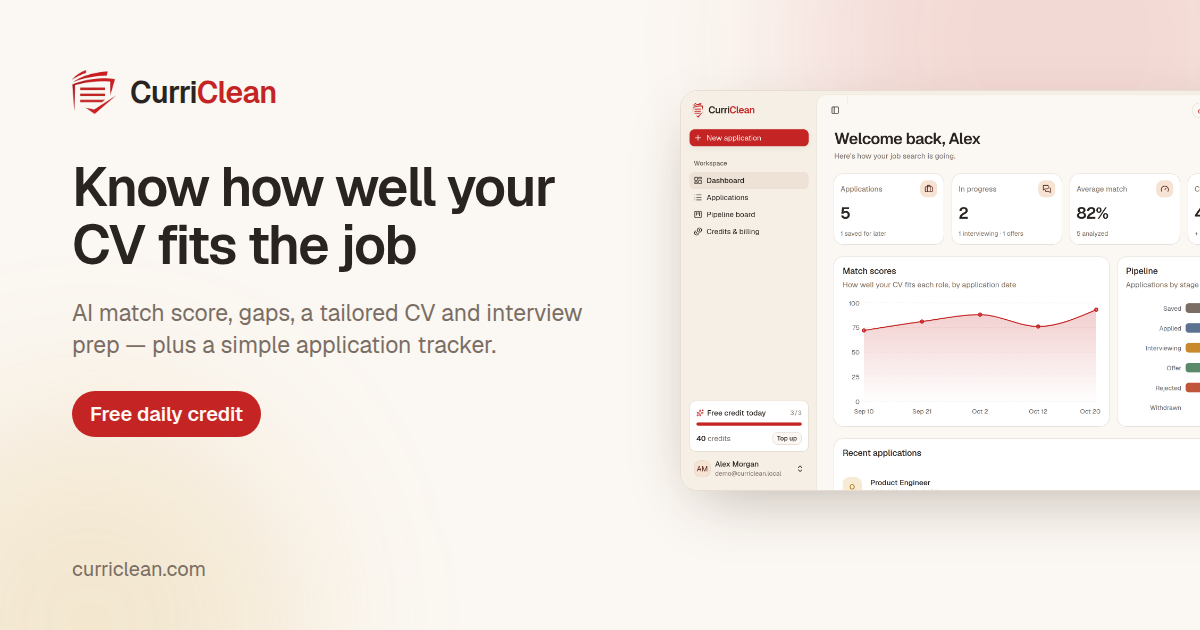 CurriClean
Know how well your
CV fits the job
AI match score, gaps, a tailored CV and interview
prep — plus a simple application tracker.
Free daily credit
curriclean.com
CurriClean
+ New application
Workspace
Dashboard
Applications
Pipeline board
Credits & billing
Free credit today 3/3
40 credits Top up
AM Alex Morgan
demo@curriclean.local
Welcome back, Alex
Here's how your job search is going.
Applications
5
1 saved for later
In progress
2
1 interviewing · 1 offers
Average match
82%
5 analyzed
Match scores
How well your CV fits each role, by application date
100
75
50
25
0
Sep 10 Sep 21 Oct 2 Oct 12 Oct 20
Pipeline
Applications by stage
Saved
Applied
Interviewing
Offer
Rejected
Withdrawn
Recent applications
Product Engineer